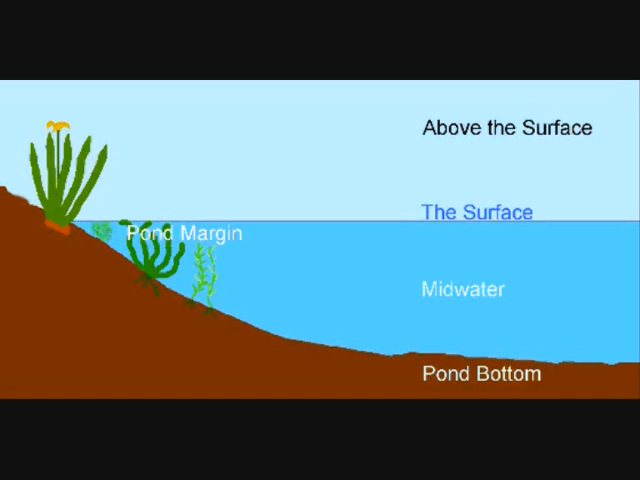 Above the Surface
The Surface
Pond Margin
Midwater
Pond Bottom